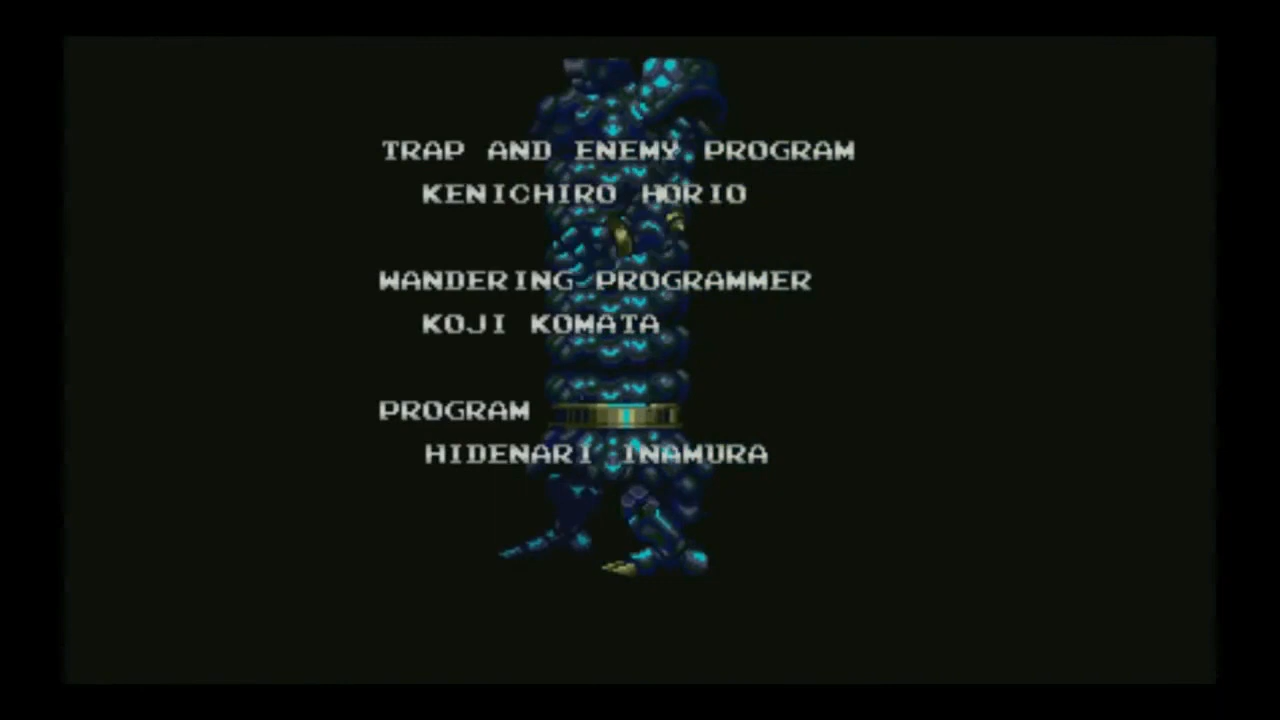 TRAP AND ENEMY PROGRAM
KENICHIRO HORIO
WANDERING PROGRAMMER
KOJI KOMATA
PROGRAM
HIDENARI INAMURA